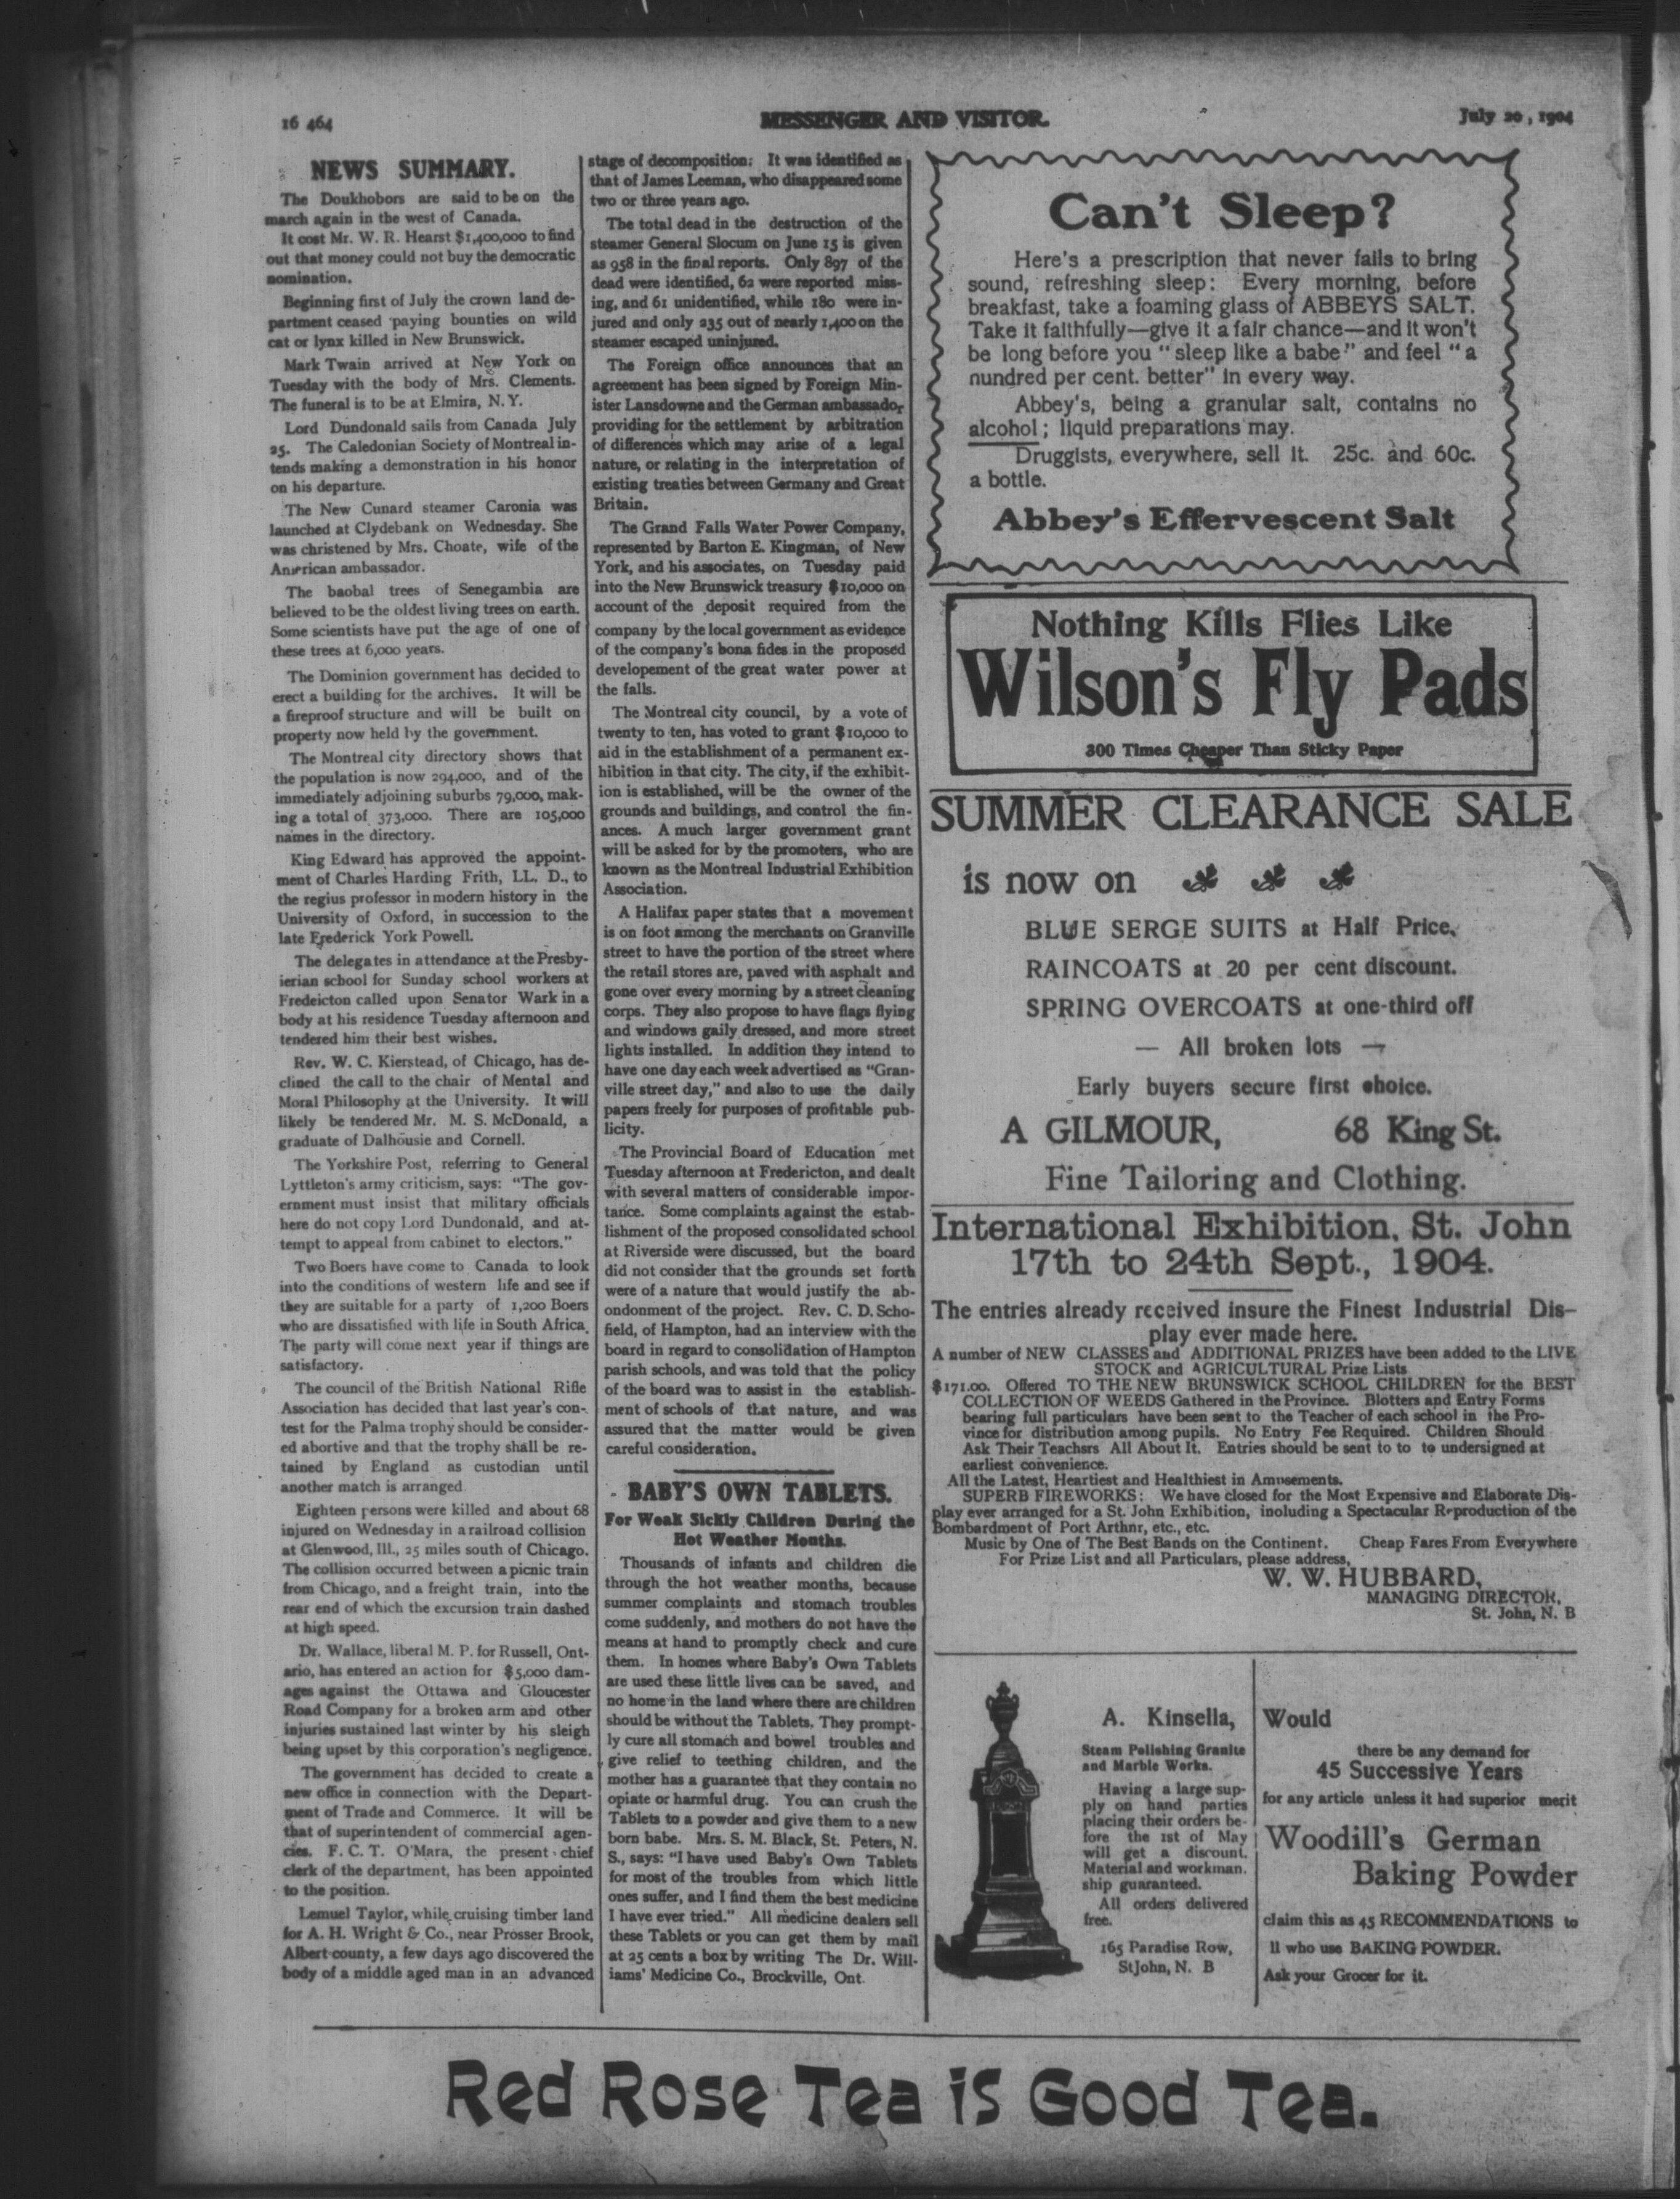 16 464
MESSENGER AND VISITOR.
July 20, 1904
NEWS SUMMARY.
The Doukhobors are said to be on the
march again in the west of Canada.
It cost Mr. W. R. Hearst $1,400,000 to find
out that money could not buy the democratic
nomination.
Beginning first of July the crown land de-
partment ceased paying bounties on wild
cat or lynx killed in New Brunswick.
Mark Twain arrived at New York on
Tuesday with the body of Mrs. Clements.
The funeral is to be at Elmira, N. Y.
Lord Dundonald sails from Canada July
25. The Caledonian Society of Montreal in-
tends making a demonstration in his honor
on his departure.
The New Cunard steamer Caronia was
launched at Clydebank on Wednesday. She
was christened by Mrs. Choate, wife of the
American ambassador.
The baobal trees of Senegambia are
believed to be the oldest living trees on earth.
Some scientists have put the age of one of
these trees at 6,000 years.
The Dominion government has decided to
erect a building for the archives. It will be
a fireproof structure and will be built on
property now held by the government.
The Montreal city directory shows that
the population is now 294,000, and of the
immediately adjoining suburbs 79,000, mak-
ing a total of 373,000. There are 105,000
names in the directory.
King Edward has approved the appoint-
ment of Charles Harding Frith, LL. D., to
the regius professor in modern history in the
University of Oxford, in succession to the
late Frederick York Powell.
The delegates in attendance at the Presby-
ierian school for Sunday school workers at
Fredeicton called upon Senator Wark in a
body at his residence Tuesday afternoon and
tendered him their best wishes.
Rev. W. C. Kierstead, of Chicago, has de-
clined the call to the chair of Mental and
Moral Philosophy at the University. It will
likely be tendered Mr. M. S. McDonald, a
graduate of Dalhousie and Cornell.
The Yorkshire Post, referring to General
Lyttleton's army criticism, says: "The gov-
ernment must insist that military officials
here do not copy Lord Dundonald, and at-
tempt to appeal from cabinet to electors."
Two Boers have come to Canada to look
into the conditions of western life and see if
they are suitable for a party of 1,200 Boers
who are dissatisfied with life in South Africa.
The party will come next year if things are
satisfactory.
The council of the British National Rifle
Association has decided that last year's con-
test for the Palma trophy should be consider-
ed abortive and that the trophy shall be re-
tained by England as custodian until
another match is arranged
Eighteen persons were killed and about 68
injured on Wednesday in a railroad collision
at Glenwood, Ill., 25 miles south of Chicago.
The collision occurred between a picnic train
from Chicago, and a freight train, into the
rear end of which the excursion train dashed
at high speed.
Dr. Wallace, liberal M. P. for Russell, Ont-
ario, has entered an action for $5,000 dam-
ages against the Ottawa and Gloucester
Road Company for a broken arm and other
injuries sustained last winter by his sleigh
being upset by this corporation's negligence.
The government has decided to create a
new office in connection with the Depart-
ment of Trade and Commerce. It will be
that of superintendent of commercial agen-
cies. F. C. T. O'Mara, the present chief
clerk of the department, has been appointed
to the position.
Lemuel Taylor, while cruising timber land
for A. H. Wright & Co., near Prosser Brook,
Albert county, a few days ago discovered the
body of a middle aged man in an advanced
stage of decomposition: It was identified as
that of James Leeman, who disappeared some
two or three years ago.
The total dead in the destruction of the
steamer General Slocum on June 15 is given
as 958 in the final reports. Only 897 of the
dead were identified, 62 were reported miss-
ing, and 61 unidentified, while 180 were in-
jured and only 235 out of nearly 1,400 on the
steamer escaped uninjured.
The Foreign office announces that an
agreement has been signed by Foreign Min-
ister Lansdowne and the German ambassador
providing for the settlement by arbitration
of differences which may arise of a legal
nature, or relating in the interpretation of
existing treaties between Germany and Great
Britain.
The Grand Falls Water Power Company,
represented by Barton E. Kingman, of New
York, and his associates, on Tuesday paid
into the New Brunswick treasury $10,000 on
account of the deposit required from the
company by the local government as evidence
of the company's bona fides in the proposed
developement of the great water power at
the falls.
The Montreal city council, by a vote of
twenty to ten, has voted to grant $10,000 to
aid in the establishment of a permanent ex-
hibition in that city. The city, if the exhibit-
ion is established, will be the owner of the
grounds and buildings, and control the fin-
ances. A much larger government grant
will be asked for by the promoters, who are
known as the Montreal Industrial Exhibition
Association.
A Halifax paper states that a movement
is on foot among the merchants on Granville
street to have the portion of the street where
the retail stores are, paved with asphalt and
gone over every morning by a street cleaning
corps. They also propose to have flags flying
and windows gaily dressed, and more street
lights installed. In addition they intend to
have one day each week advertised as "Gran-
ville street day," and also to use the daily
papers freely for purposes of profitable pub-
licity.
The Provincial Board of Education met
Tuesday afternoon at Fredericton, and dealt
with several matters of considerable impor-
tance. Some complaints against the estab-
lishment of the proposed consolidated school
at Riverside were discussed, but the board
did not consider that the grounds set forth
were of a nature that would justify the ab-
ondonment of the project. Rev. C. D. Scho-
field, of Hampton, had an interview with the
board in regard to consolidation of Hampton
parish schools, and was told that the policy
of the board was to assist in the establish-
ment of schools of that nature, and was
assured that the matter would be given
careful consideration.
BABY'S OWN TABLETS.
For Weak Sickly Children During the
Hot Weather Months.
Thousands of infants and children die
through the hot weather months, because
summer complaints and stomach troubles
come suddenly, and mothers do not have the
means at hand to promptly check and cure
them. In homes where Baby's Own Tablets
are used these little lives can be saved, and
no home in the land where there are children
should be without the Tablets. They prompt-
ly cure all stomach and bowel troubles and
give relief to teething children, and the
mother has a guarantee that they contain no
opiate or harmful drug. You can crush the
Tablets to a powder and give them to a new
born babe. Mrs. S. M. Black, St. Peters, N.
S., says: "I have used Baby's Own Tablets
for most of the troubles from which little
ones suffer, and I find them the best medicine
I have ever tried." All medicine dealers sell
these Tablets or you can get them by mail
at 25 cents a box by writing The Dr. Will-
iams' Medicine Co., Brockville, Ont.
Can't Sleep?
Here's a prescription that never fails to bring
sound, refreshing sleep: Every morning, before
breakfast, take a foaming glass of ABBEYS SALT.
Take it faithfully—give it a fair chance—and it won't
be long before you "sleep like a babe" and feel "a
nundred per cent. better" in every way.
Abbey's, being a granular salt, contains no
alcohol; liquid preparations may.
Druggists, everywhere, sell it. 25c. and 60c.
a bottle.
Abbey's Effervescent Salt
Nothing Kills Flies Like
Wilson's Fly Pads
300 Times Cheaper Than Sticky Paper
SUMMER CLEARANCE SALE
is now on
BLUE SERGE SUITS at Half Price.
RAINCOATS at 20 per cent discount.
SPRING OVERCOATS at one-third off
— All broken lots —
Early buyers secure first choice.
A GILMOUR, 68 King St.
Fine Tailoring and Clothing.
International Exhibition, St. John
17th to 24th Sept., 1904.
The entries already received insure the Finest Industrial Dis-
play ever made here.
A number of NEW CLASSES and ADDITIONAL PRIZES have been added to the LIVE
STOCK and AGRICULTURAL Prize Lists
$171.00. Offered TO THE NEW BRUNSWICK SCHOOL CHILDREN for the BEST
COLLECTION OF WEEDS Gathered in the Province. Blotters and Entry Forms
bearing full particulars have been sent to the Teacher of each school in the Pro-
vince for distribution among pupils. No Entry Fee Required. Children Should
Ask Their Teachsrs All About It. Entries should be sent to to to undersigned at
earliest convenience.
All the Latest, Heartiest and Healthiest in Amusements.
SUPERB FIREWORKS: We have closed for the Most Expensive and Elaborate Dis-
play ever arranged for a St. John Exhibition, including a Spectacular Reproduction of the
Bombardment of Port Arthnr, etc., etc.
Music by One of The Best Bands on the Continent. Cheap Fares From Everywhere
For Prize List and all Particulars, please address,
W. W. HUBBARD,
MANAGING DIRECTOR,
St. John, N. B
A. Kinsella,
Steam Polishing Granite
and Marble Works.
Having a large sup-
ply on hand parties
placing their orders be-
fore the 1st of May
will get a discount.
Material and workman.
ship guaranteed.
All orders delivered
free.
165 Paradise Row,
StJohn, N. B
Would
there be any demand for
45 Successive Years
for any article unless it had superior merit
Woodill's German
Baking Powder
claim this as 45 RECOMMENDATIONS to
ll who use BAKING POWDER.
Ask your Grocer for it.
Red Rose Tea is Good Tea.